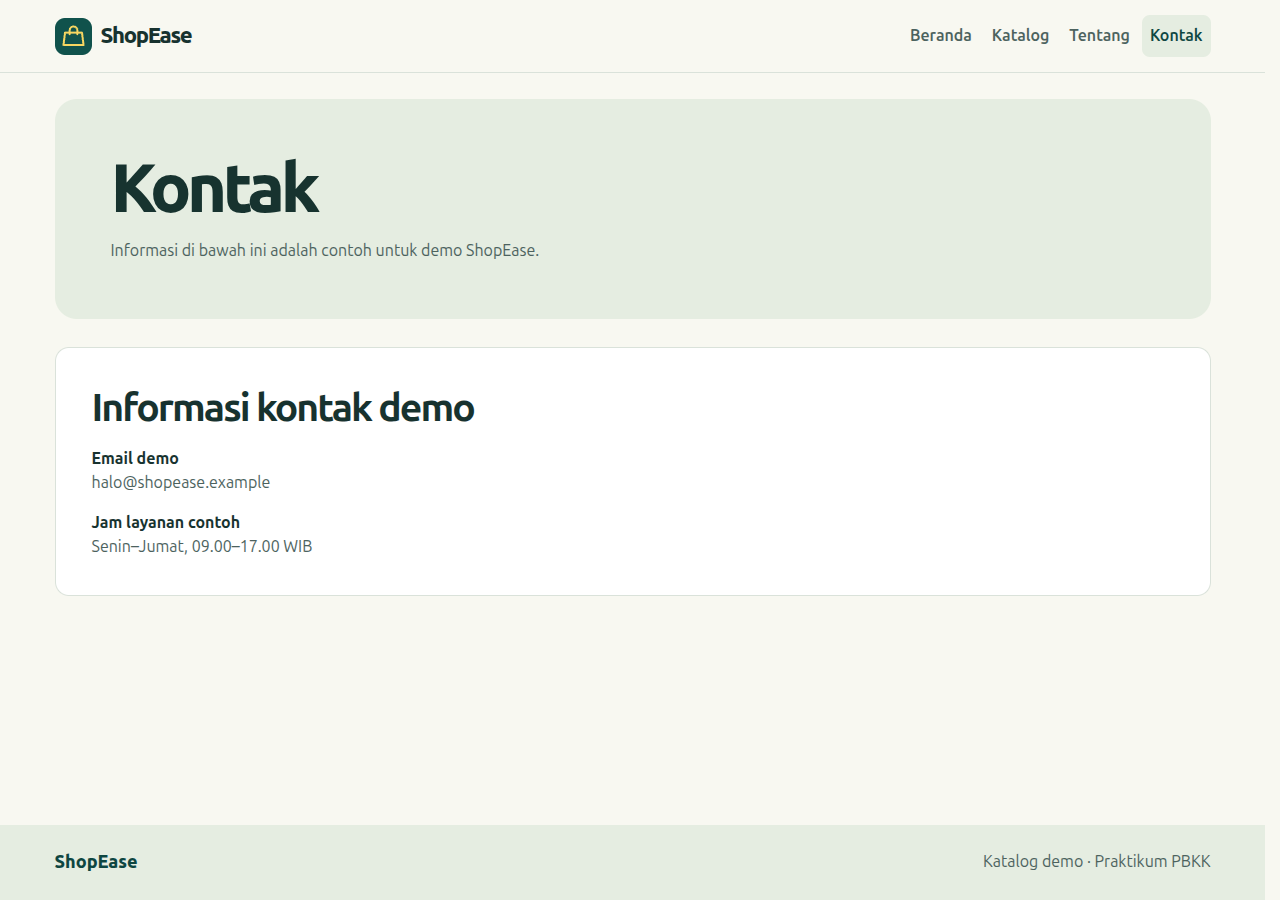 ShopEase
Beranda Katalog Tentang Kontak
Kontak
Informasi di bawah ini adalah contoh untuk demo ShopEase.
Informasi kontak demo
Email demo
halo@shopease.example
Jam layanan contoh
Senin–Jumat, 09.00–17.00 WIB
ShopEase
Katalog demo · Praktikum PBKK